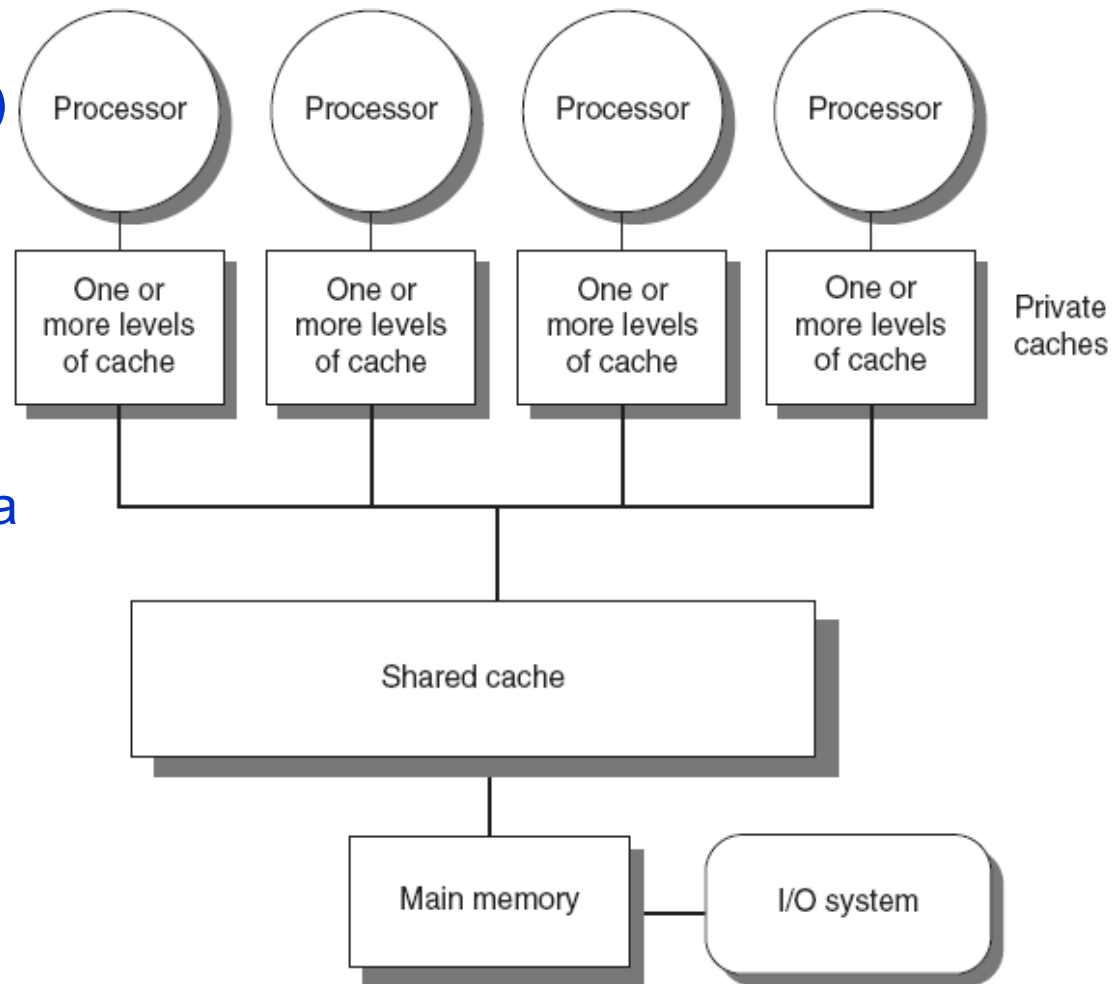 )
Processor
Processor
Processor
Processor
One or
more levels
of cache
One or
more levels
of cache
One or
more levels
of cache
One or
more levels
of cache
Private
caches
a
Shared cache
Main memory
I/O system